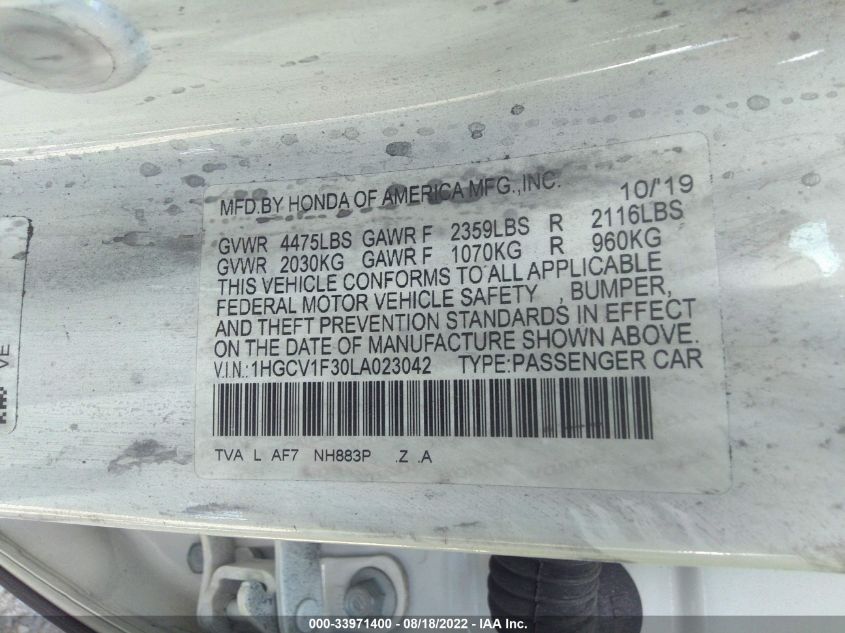 MFD.BY HONDA OF AMERICA MFG.,INC. 10/'19
GVWR 4475LBS GAWR F 2359LBS R 2116LBS
GVWR 2030KG GAWR F 1070KG R 960KG
THIS VEHICLE CONFORMS TO ALL APPLICABLE
FEDERAL MOTOR VEHICLE SAFETY , BUMPER,
AND THEFT PREVENTION STANDARDS IN EFFECT
ON THE DATE OF MANUFACTURE SHOWN ABOVE.
V.I.N.:1HGCV1F30LA023042 TYPE:PASSENGER CAR
TVA L AF7 NH883P .Z .A
VE
000-33971400 - 08/18/2022 - IAA Inc.